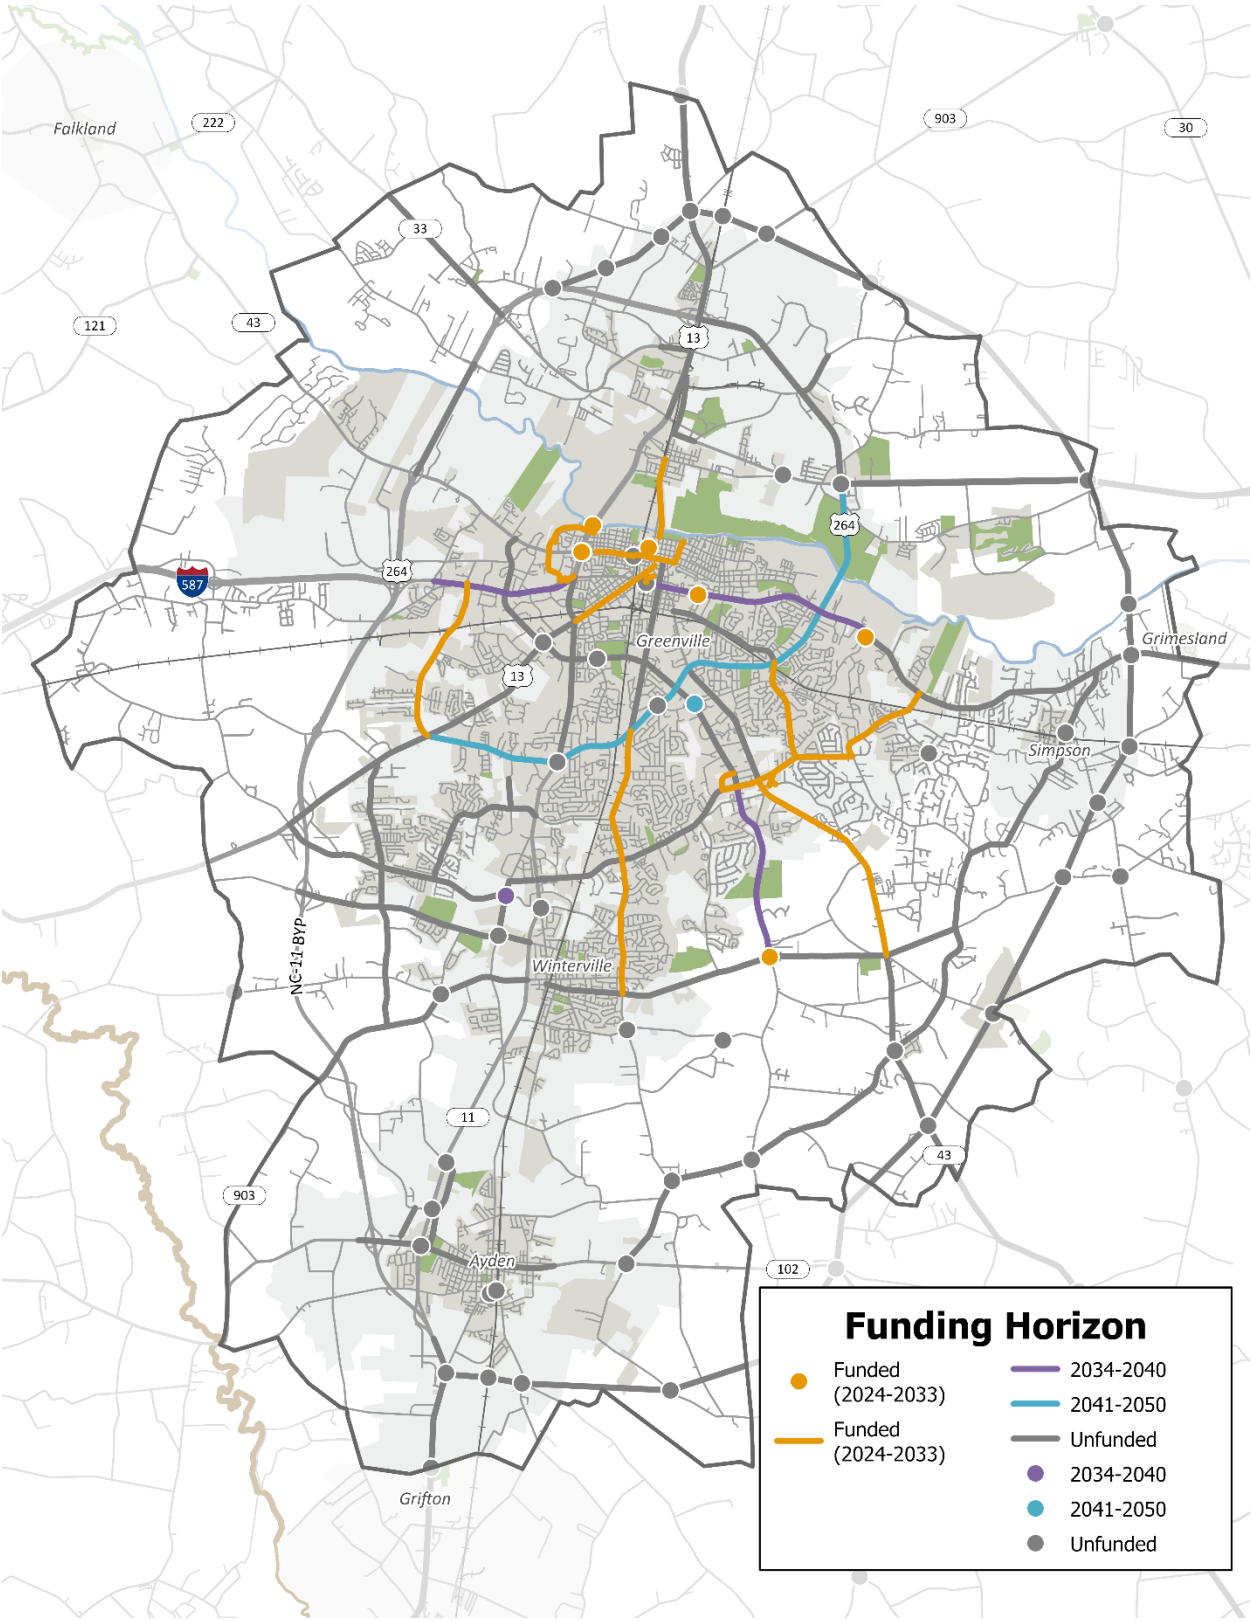 Falkland
222
903
30
33
121
43
13
264
264
587
Greenville
Grimesland
13
Simpson
NC-11-BYP
Winterville
11
43
903
Ayden
102
Grifton
Funding Horizon
Funded
(2024-2033)
Funded
(2024-2033)
2034-2040
2041-2050
Unfunded
2034-2040
2041-2050
Unfunded